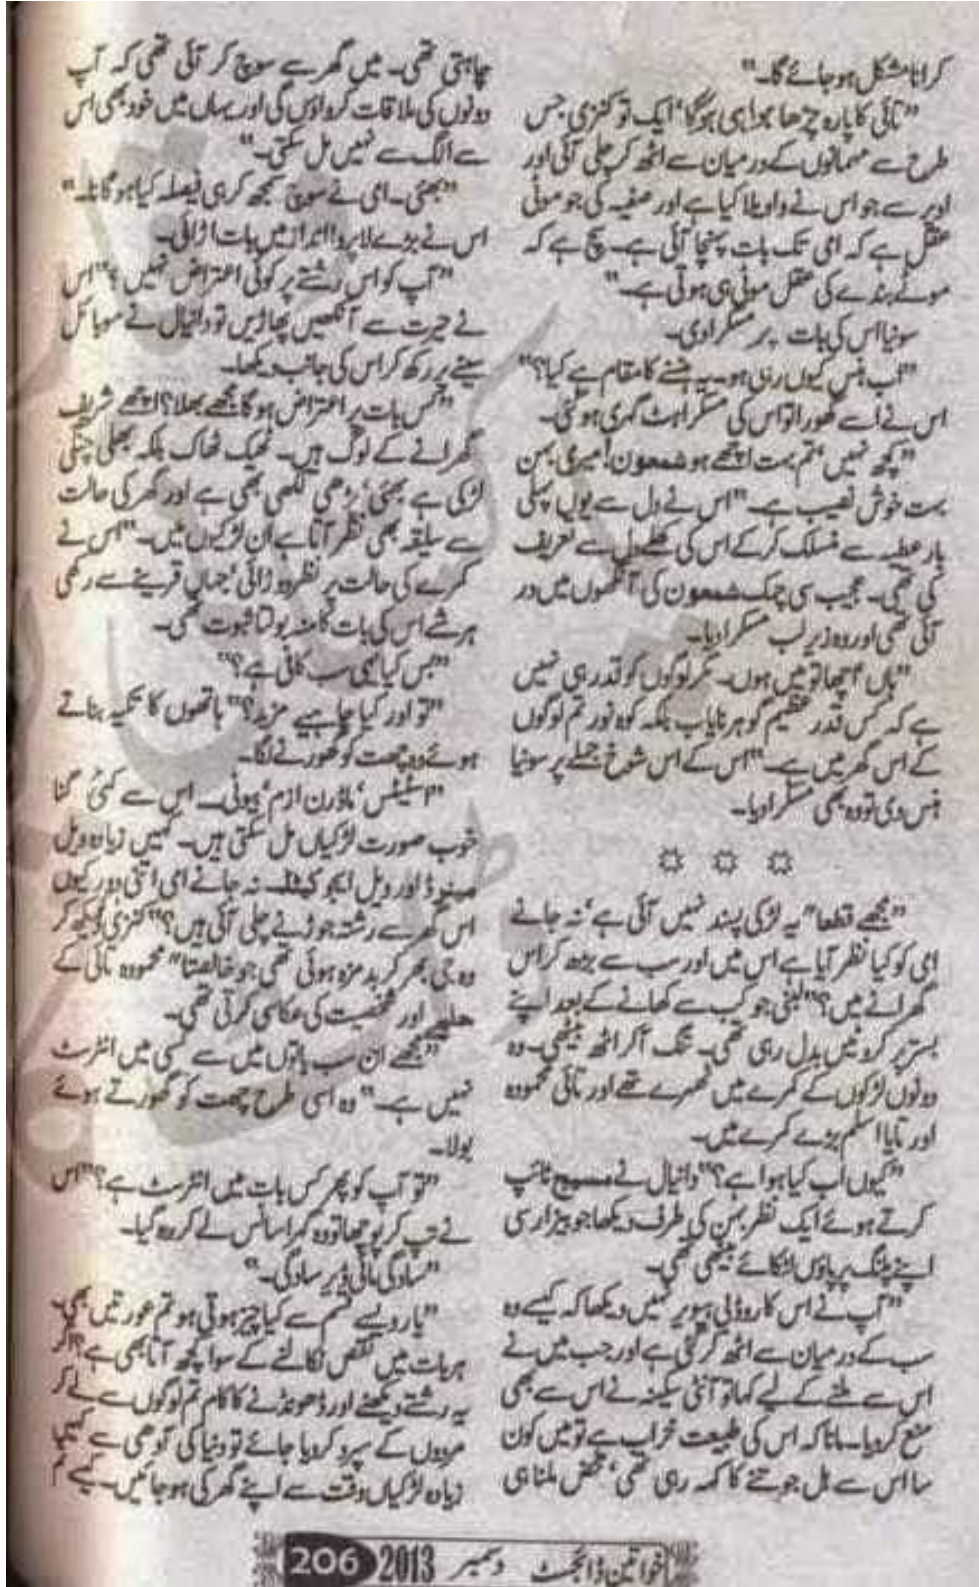 کرانا مشکل ہو جائے گا۔"
"تائی کا پارہ چڑھا ہوا ہی ہوگا' ایک تو کنزی جس
طرح سے مہمانوں کے درمیان سے اٹھ کر چلی آئی اور
اوپر سے جو اس نے واویلا کیا ہے اور صفیہ کی جو موٹی
عقل ہے کہ امی تک بات پہنچا آئی ہے۔ سچ ہے کہ
موٹے بندے کی عقل موٹی ہی ہوتی ہے۔"
سونیا اس کی بات پر مسکرا دی۔
"اب ہنس کیوں رہی ہو۔ یہ ہنسنے کا مقام ہے کیا؟"
اس نے اسے گھورا تو اس کی مسکراہٹ گہری ہو گئی۔
"کچھ نہیں' تم بہت اچھے ہو شمعون! میری بہن
بہت خوش نصیب ہے۔" اس نے دل سے یوں پہلی
بار عطیہ سے منسلک کر کے اس کی کھلے دل سے تعریف
کی تھی۔ عجیب سی چمک شمعون کی آنکھوں میں در
آئی تھی اور وہ زیر لب مسکرا دیا۔
"ہاں' اچھا تو میں ہوں۔ مگر لوگوں کو قدر ہی نہیں
ہے کہ کس قدر عظیم گوہر نایاب بلکہ کوہ نور تم لوگوں
کے اس گھر میں ہے۔" اس کے اس شوخ جملے پر سونیا
ہنس دی تو وہ بھی مسکرا دیا۔
"مجھے قطعا" یہ لڑکی پسند نہیں آئی ہے' نہ جانے
امی کو کیا نظر آیا ہے اس میں اور سب سے بڑھ کر اس
گھرانے میں؟" لبنی جو کب سے کھانے کے بعد اپنے
بستر پر کروٹیں بدل رہی تھی۔ تنگ آکر اٹھ بیٹھی۔ وہ
دونوں لڑکوں کے کمرے میں ٹھہرے تھے اور تائی محمودہ
اور تایا اسلم بڑے کمرے میں۔
"کیوں اب کیا ہوا ہے؟" دانیال نے مسیج ٹائپ
کرتے ہوئے ایک نظر بہن کی طرف دیکھا جو بیزار سی
اپنے پلنگ پر پاؤں لٹکائے بیٹھی تھی۔
"آپ نے اس کا روڈلی بیہویر نہیں دیکھا کہ کیسے وہ
سب کے درمیان سے اٹھ کر گئی ہے اور جب میں نے
اس سے ملنے کے لیے کہا تو آنٹی سکینہ نے اس سے بھی
منع کر دیا۔ مانا کہ اس کی طبیعت خراب ہے تو میں کون
سا اس سے ہل جوتنے کا کہہ رہی تھی' محض ملنا ہی
چاہتی تھی۔ میں گھر سے سوچ کر آئی تھی کہ آپ
دونوں کی ملاقات کرواؤں گی اور یہاں میں خود بھی اس
سے الگ سے نہیں مل سکتی۔"
"بھئی۔ امی نے سوچ سمجھ کر ہی فیصلہ کیا ہوگا نا۔"
اس نے بڑے لاپروا انداز میں بات اڑائی۔
"آپ کو اس رشتے پر کوئی اعتراض نہیں؟" اس
نے حیرت سے آنکھیں پھاڑیں تو دانیال نے موبائل
سینے پر رکھ کر اس کی جانب دیکھا۔
"کس بات پر اعتراض ہوگا مجھے بھلا؟ اچھے شریف
گھرانے کے لوگ ہیں۔ ٹھیک ٹھاک بلکہ بھلی چنگی
لڑکی ہے بھئی' پڑھی لکھی بھی ہے اور گھر کی حالت
سے سلیقہ بھی نظر آتا ہے ان لڑکیوں میں۔" اس نے
کمرے کی حالت پر نظر دوڑائی' جہاں قرینے سے رکھی
ہر شے اس کی بات کا منہ بولتا ثبوت تھی۔
"بس کیا یہی سب کافی ہے؟"
"تو اور کیا چاہیے مزید؟" ہاتھوں کا تکیہ بناتے
ہوئے وہ چھت کو گھورنے لگا۔
"اسٹیٹس' ماڈرن ازم' بیوٹی۔ اس سے کئی گنا
خوب صورت لڑکیاں مل سکتی ہیں۔ کہیں زیادہ ویل
مینرڈ اور ویل ایجوکیٹڈ۔ نہ جانے امی اتنی دور کیوں
اس گھر سے رشتہ جوڑنے چلی آئی ہیں؟" کنزی کو دیکھ کر
وہ جی بھر کر بد مزہ ہوئی تھی جو خالصتا" محمودہ تائی کے
حلیے اور شخصیت کی عکاسی کرتی تھی۔
"مجھے ان سب باتوں میں سے کسی میں انٹرسٹ
نہیں ہے۔" وہ اسی طرح چھت کو گھورتے ہوئے
بولا۔
"تو آپ کو پھر کس بات میں انٹرسٹ ہے؟" اس
نے تپ کر پوچھا تو وہ گہرا سانس لے کر رہ گیا۔
"سادگی مائی ڈیر سادگی۔"
"یار ویسے قسم سے کیا چیز ہوتی ہو تم عورتیں بھی۔
ہر بات میں نقص نکالنے کے سوا کچھ آتا بھی ہے؟ اگر
یہ رشتے دیکھنے اور ڈھونڈنے کا کام تم لوگوں سے لے کر
مردوں کے سپرد کر دیا جائے تو دنیا کی آدھی سے کہیں
زیادہ لڑکیاں وقت سے اپنے گھر کی ہو جائیں۔ کیسے تم
خواتین ڈائجسٹ دسمبر 2013 206